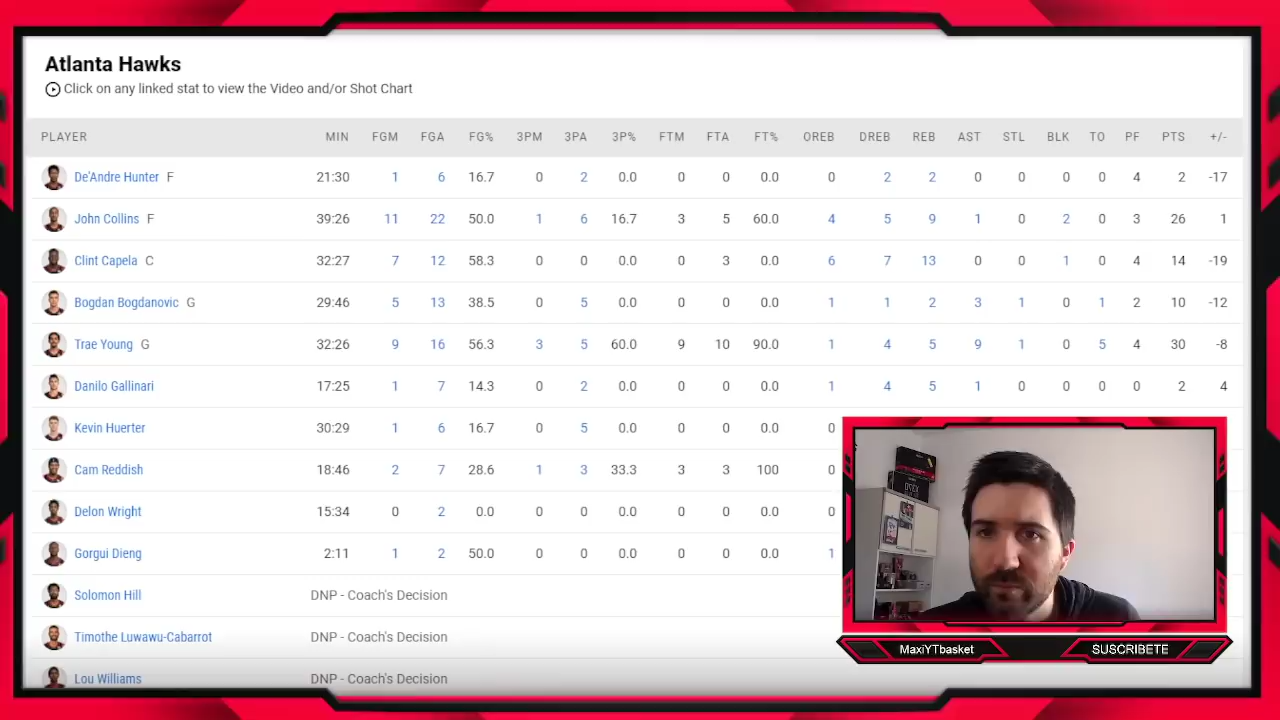 Atlanta Hawks
Click on any linked stat to view the Video and/or Shot Chart
PLAYER MIN FGM FGA FG% 3PM 3PA 3P% FTM FTA FT% OREB DREB REB AST STL BLK TO PF PTS +/-
De'Andre Hunter F 21:30 1 6 16.7 0 2 0.0 0 0 0.0 0 2 2 0 0 0 0 4 2 -17
John Collins F 39:26 11 22 50.0 1 6 16.7 3 5 60.0 4 5 9 1 0 2 0 3 26 1
Clint Capela C 32:27 7 12 58.3 0 0 0.0 0 3 0.0 6 7 13 0 0 1 0 4 14 -19
Bogdan Bogdanovic G 29:46 5 13 38.5 0 5 0.0 0 0 0.0 1 1 2 3 1 0 1 2 10 -12
Trae Young G 32:26 9 16 56.3 3 5 60.0 9 10 90.0 1 4 5 9 1 0 5 4 30 -8
Danilo Gallinari 17:25 1 7 14.3 0 2 0.0 0 0 0.0 1 4 5 1 0 0 0 0 2 4
Kevin Huerter 30:29 1 6 16.7 0 5 0.0 0 0 0.0 0
Cam Reddish 18:46 2 7 28.6 1 3 33.3 3 3 100 0
Delon Wright 15:34 0 2 0.0 0 0 0.0 0 0 0.0 0
Gorgui Dieng 2:11 1 2 50.0 0 0 0.0 0 0 0.0 1
Solomon Hill DNP - Coach's Decision
Timothe Luwawu-Cabarrot DNP - Coach's Decision
Lou Williams DNP - Coach's Decision
MaxiYTbasket
SUSCRIBETE